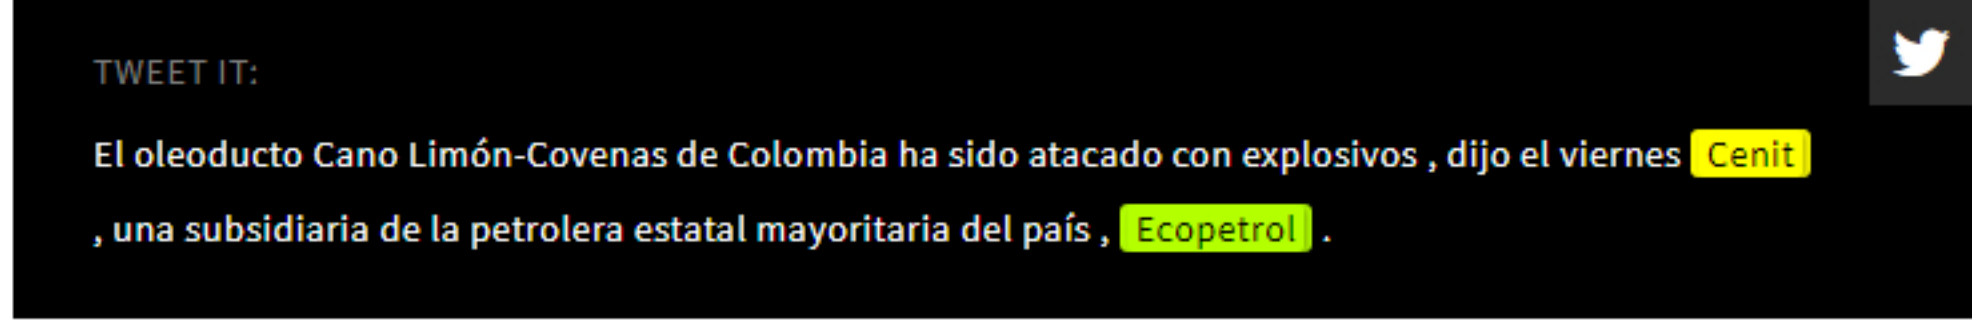 TWEET IT:
El oleoducto Cano Limón-Covenas de Colombia ha sido atacado con explosivos , dijo el viernes Cenit
, una subsidiaria de la petrolera estatal mayoritaria del país , Ecopetrol .